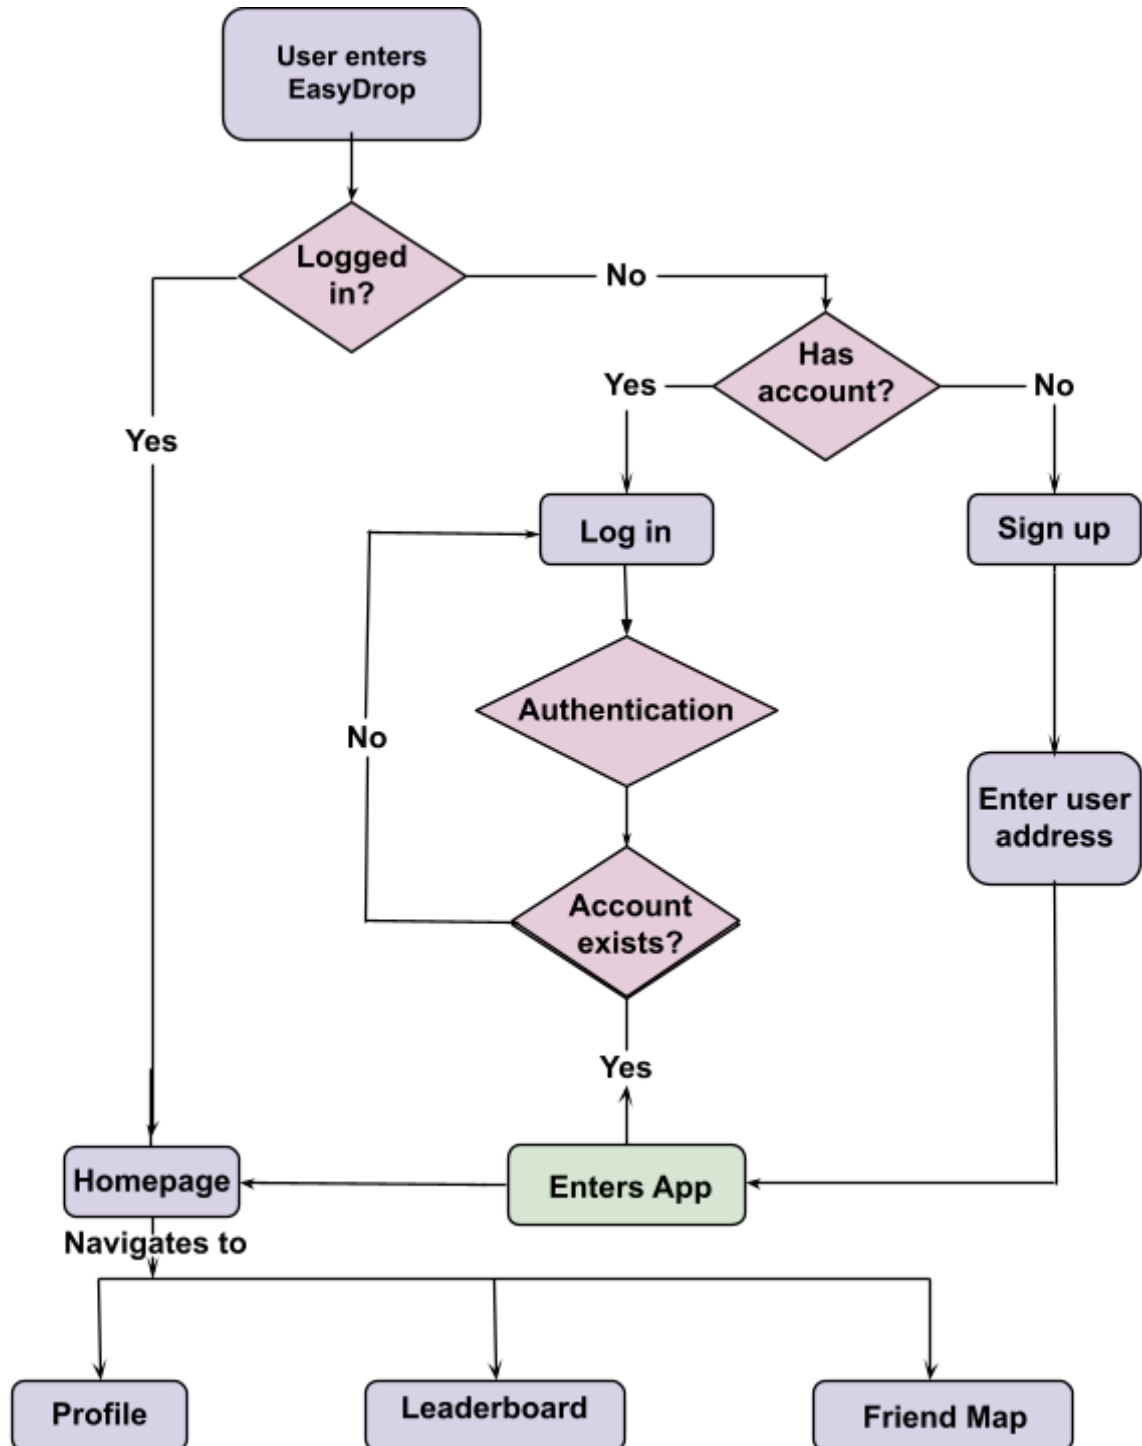 User enters
EasyDrop
Logged
in?
No
Has
account?
Yes
No
Yes
Log in
Sign up
Authentication
No
Enter user
address
Account
exists?
Yes
Homepage
Enters App
Navigates to
Profile
Leaderboard
Friend Map